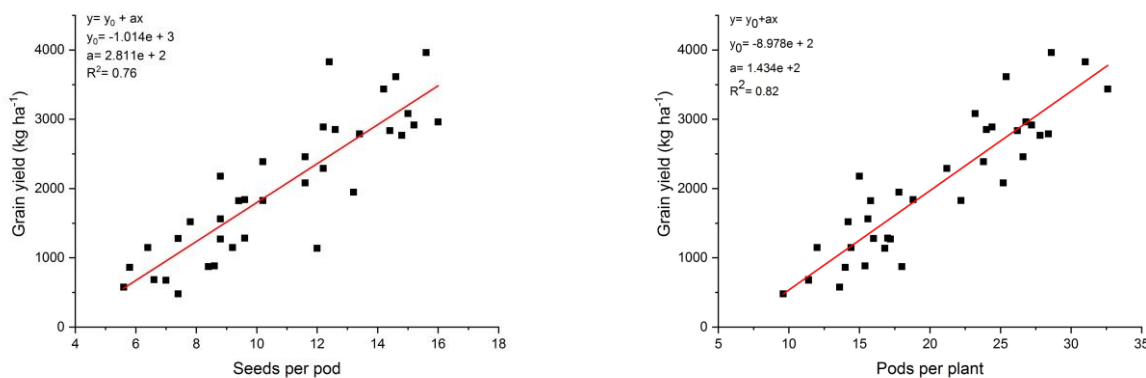 y= y₀ + ax
y₀= -1.014e + 3
a= 2.811e + 2
R²= 0.76
4000
3000
2000
1000
0
Grain yield (kg ha⁻¹)
4 6 8 10 12 14 16 18
Seeds per pod
y= y₀+ax
y₀= -8.978e + 2
a= 1.434e +2
R²= 0.82
4000
3000
2000
1000
0
Grain yield (kg ha⁻¹)
5 10 15 20 25 30 35
Pods per plant